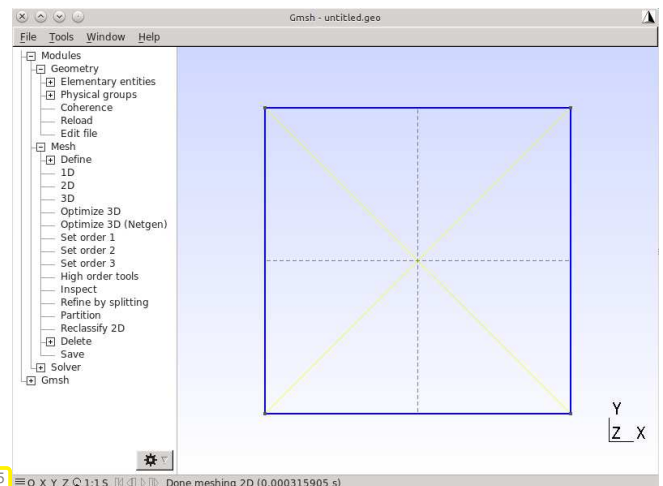 Gmsh - untitled.geo
File Tools Window Help
Modules
Geometry
Elementary entities
Physical groups
Coherence
Reload
Edit file
Mesh
Define
1D
2D
3D
Optimize 3D
Optimize 3D (Netgen)
Set order 1
Set order 2
Set order 3
High order tools
Inspect
Refine by splitting
Partition
Reclassify 2D
Delete
Save
Solver
Gmsh
Y
Z X
5
O X Y Z 1:1 S Done meshing 2D (0.000315905 s)